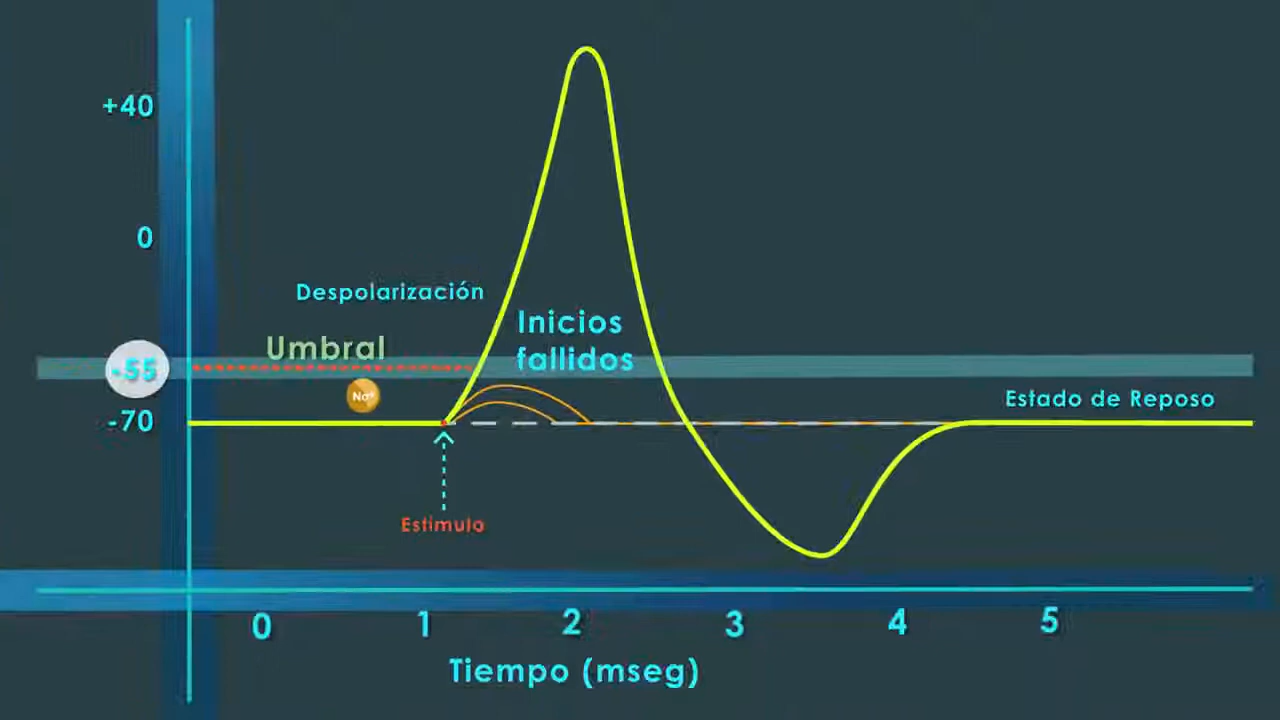 +40
0
Despolarización
Inicios
fallidos
Umbral
-55
Na+
-70
Estado de Reposo
Estimulo
0 1 2 3 4 5
Tiempo (mseg)